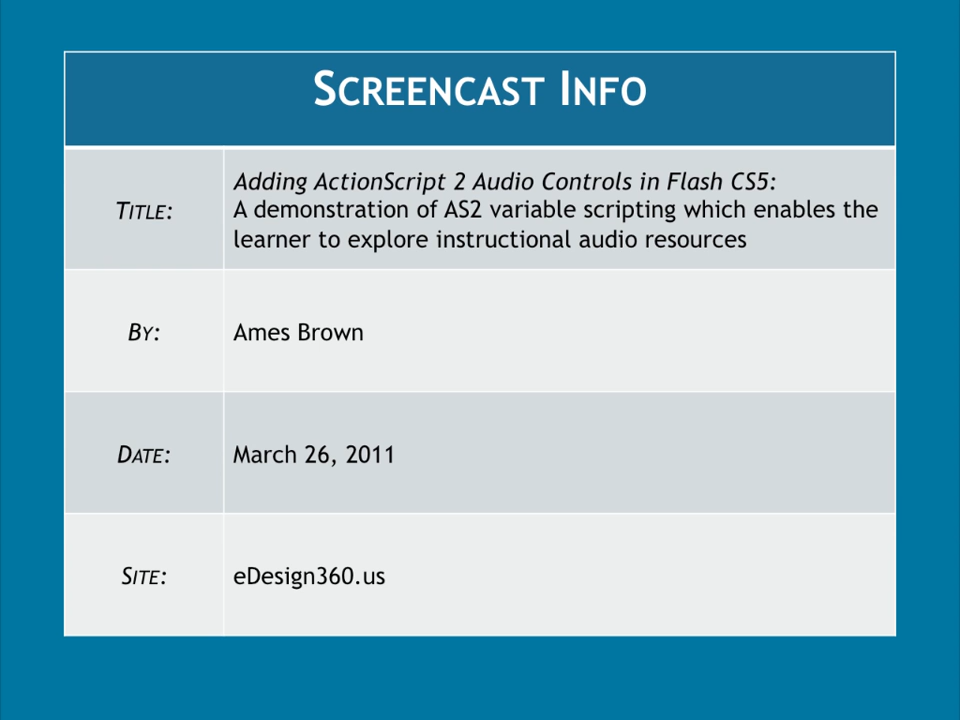 SCREENCAST INFO
TITLE:
Adding ActionScript 2 Audio Controls in Flash CS5:
A demonstration of AS2 variable scripting which enables the
learner to explore instructional audio resources
BY:
Ames Brown
DATE:
March 26, 2011
SITE:
eDesign360.us